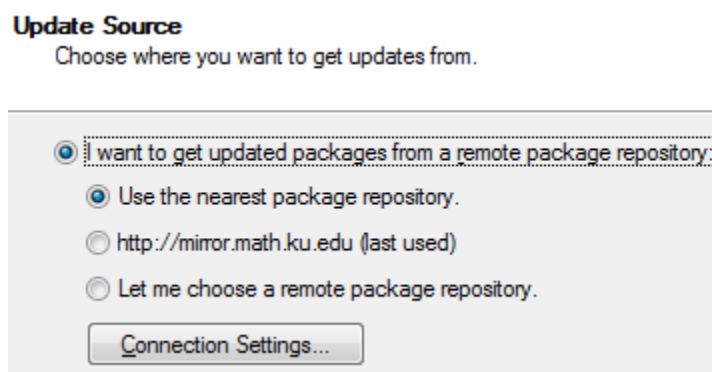 Update Source
Choose where you want to get updates from.
I want to get updated packages from a remote package repository:
Use the nearest package repository.
http://mirror.math.ku.edu (last used)
Let me choose a remote package repository.
Connection Settings...